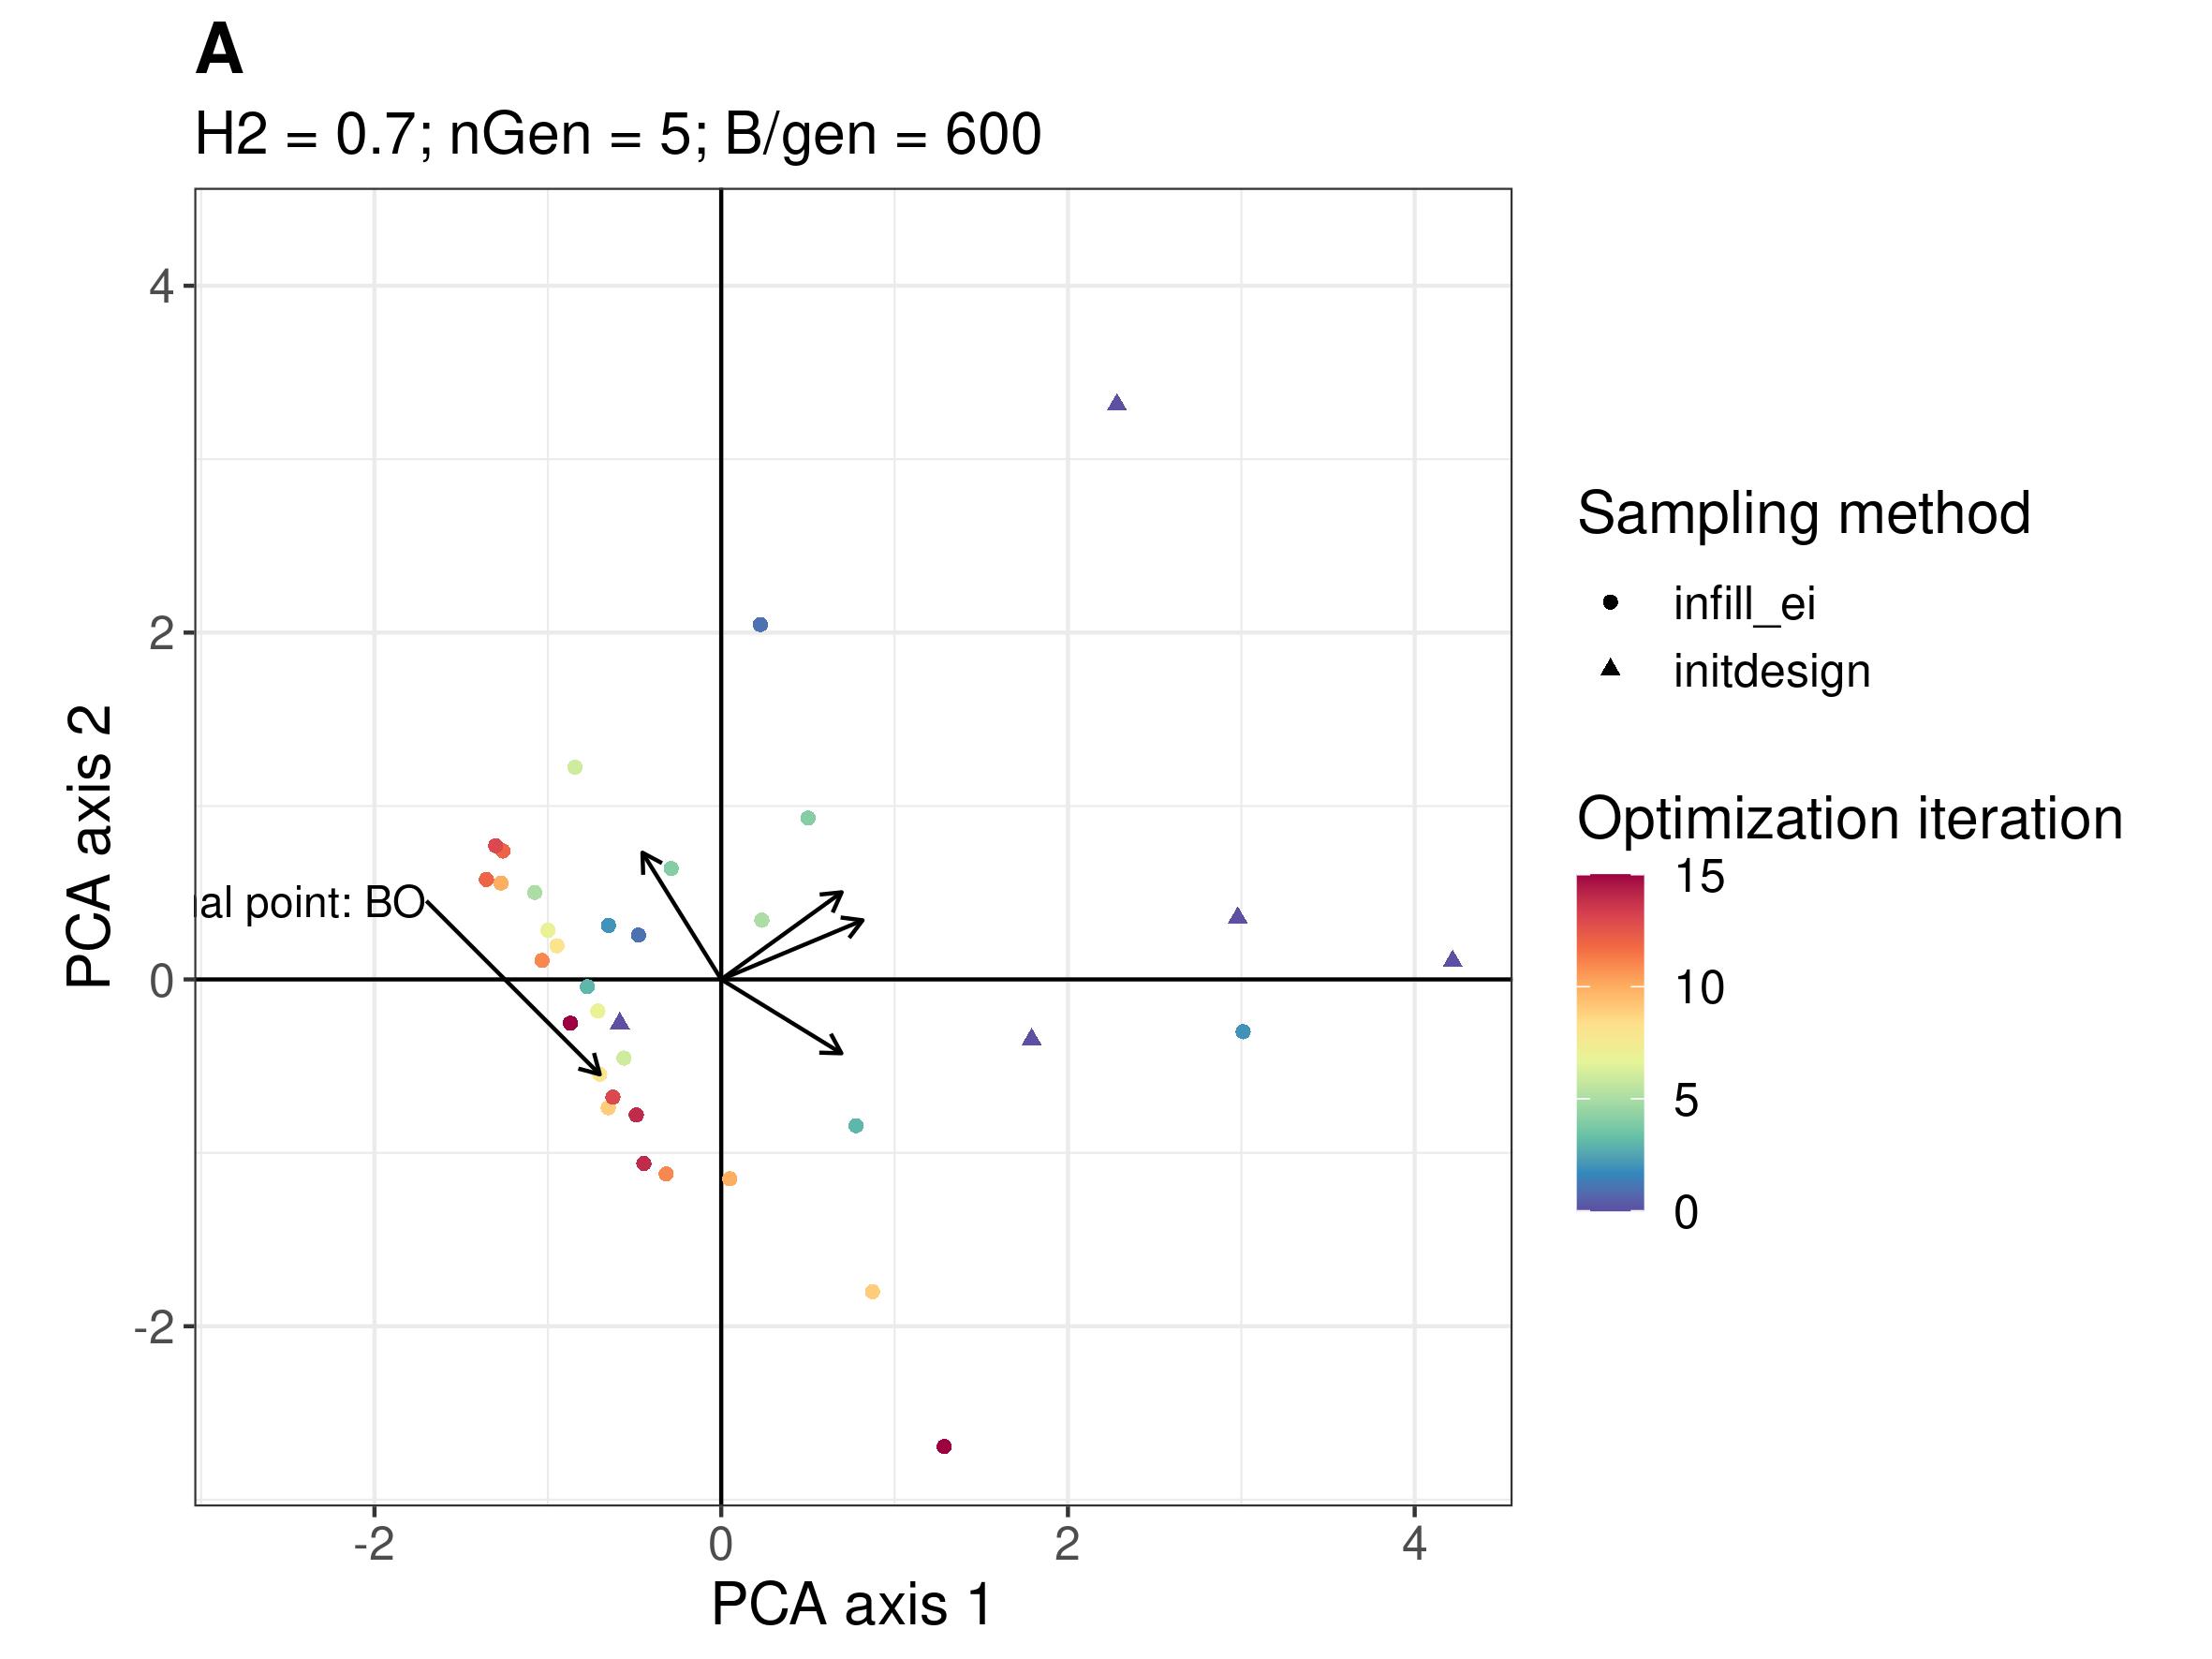 A
H2 = 0.7; nGen = 5; B/gen = 600
PCA axis 2
4
2
0
-2
al point: BO
-2
0
2
4
PCA axis 1
Sampling method
infill_ei
initdesign
Optimization iteration
15
10
5
0